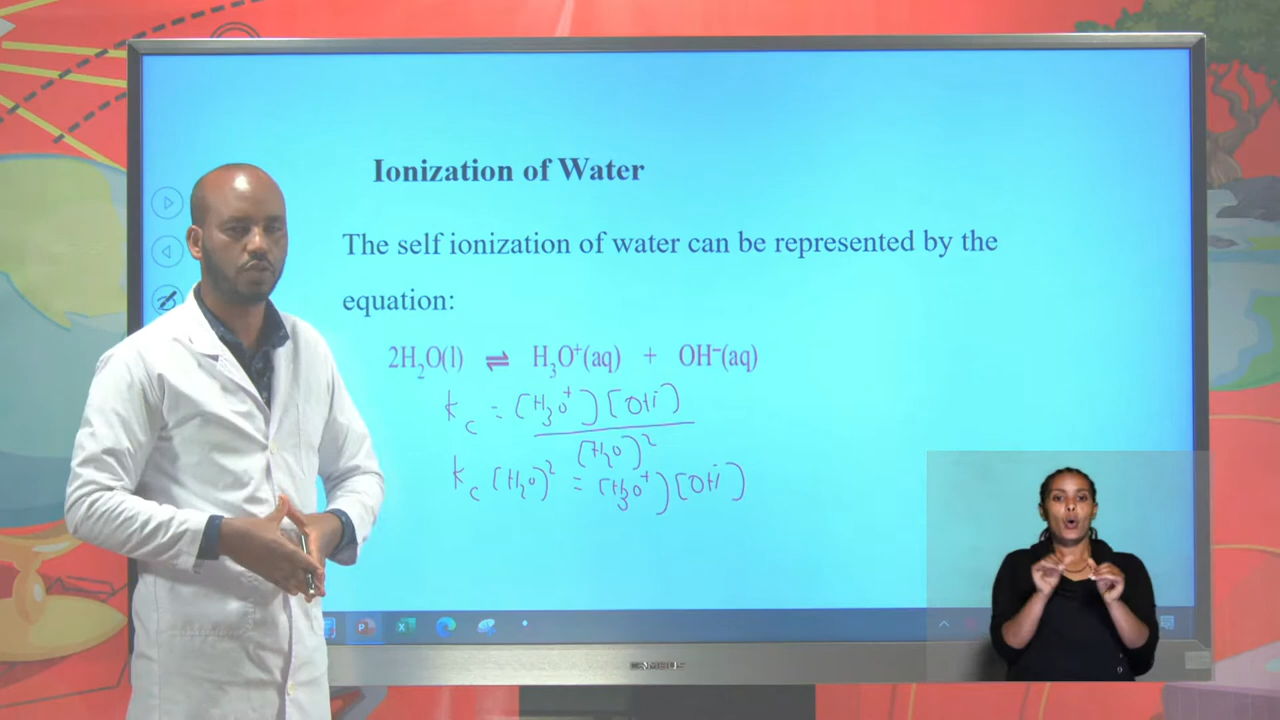 Ionization of Water
The self ionization of water can be represented by the
equation:
2H₂O(l) ⇌ H₃O⁺(aq) + OH⁻(aq)
Kc = [H₃O⁺][OH⁻]
[H₂O]²
Kc [H₂O]² = [H₃O⁺][OH⁻]